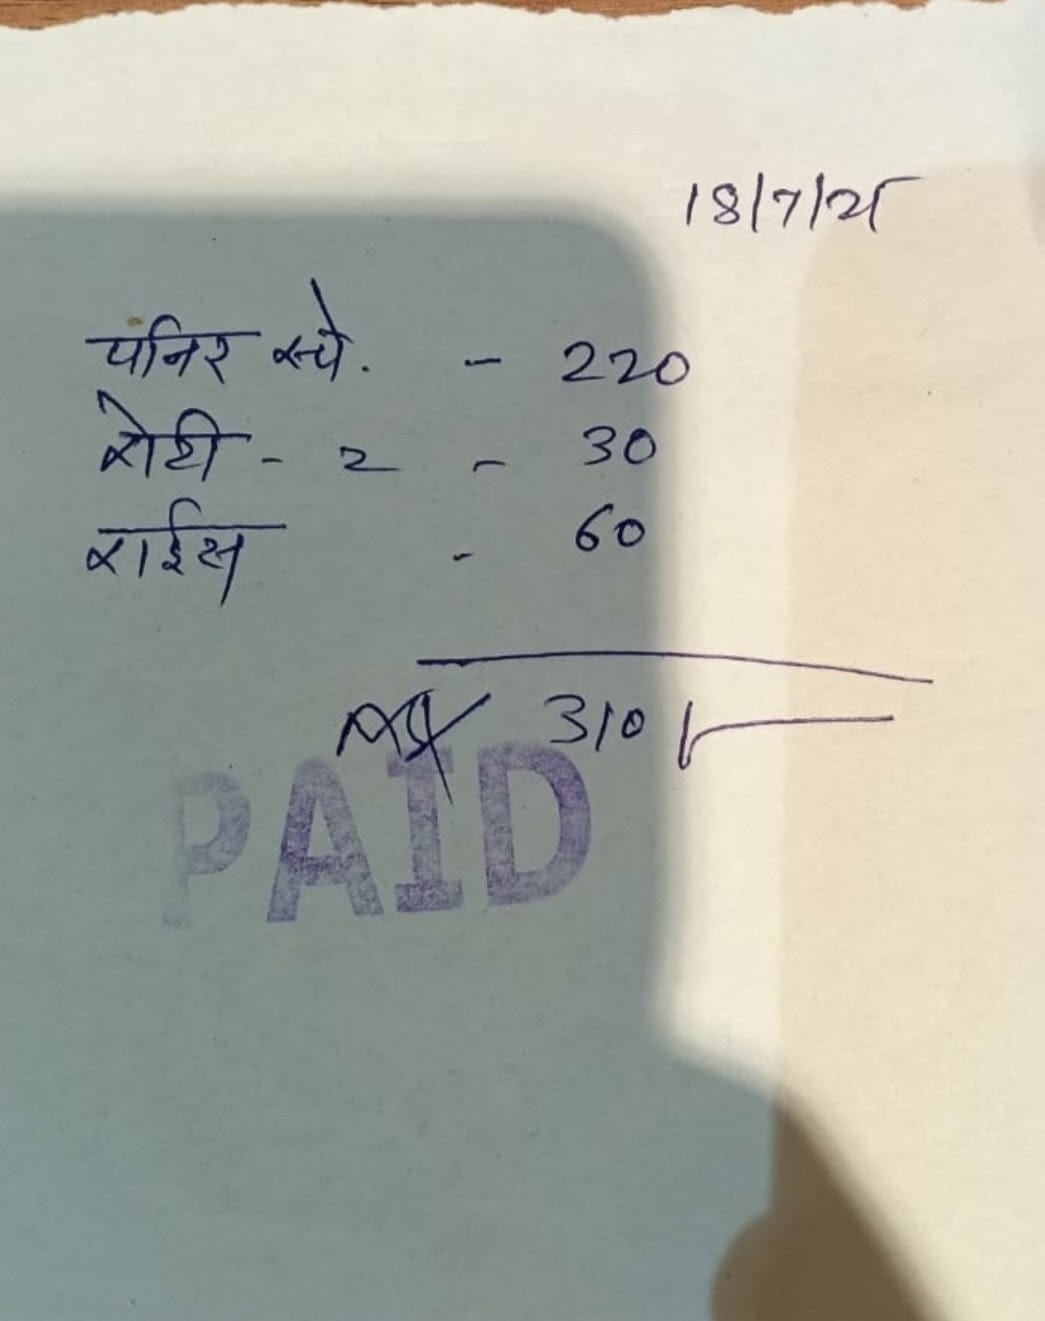 18/7/25
पनिर स्पे. - 220
रोटी - 2 - 30
राईस - 60
310/-
PAID